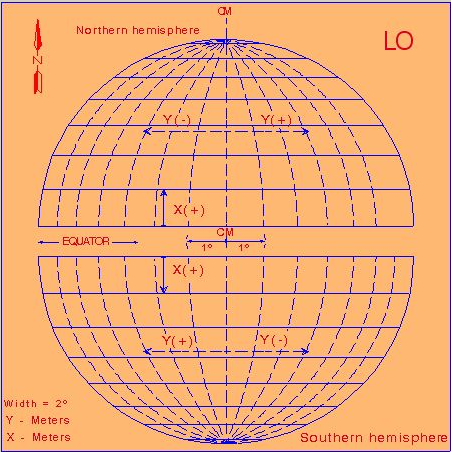 CM
Northern hemisphere
LO
N
Y(-) Y(+)
X(+)
CM
EQUATOR 1° 1°
X(+)
Y(+) Y(-)
Width = 2°
Y - Meters
X - Meters
Southern hemisphere